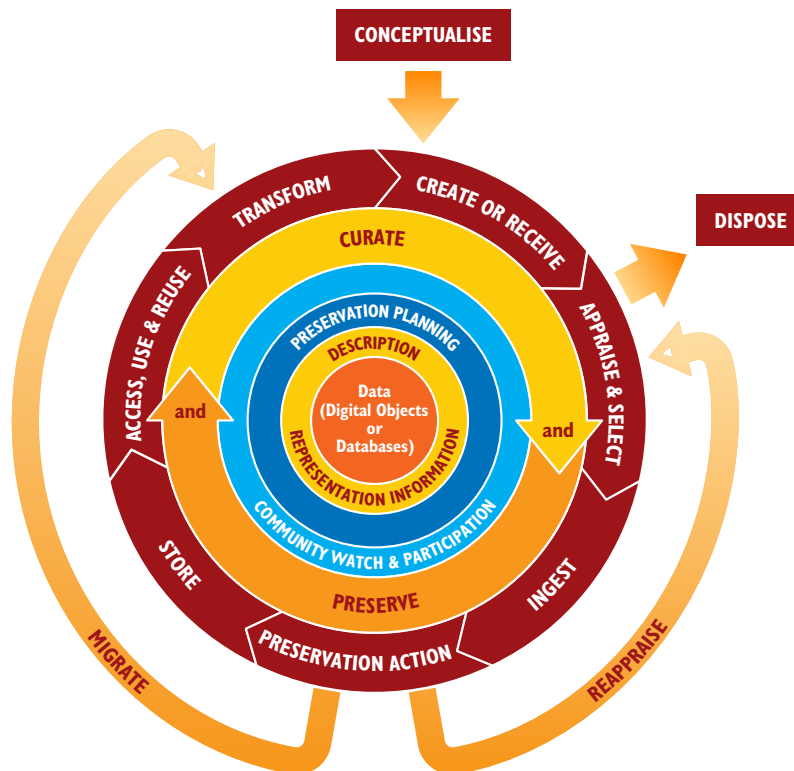 CONCEPTUALISE
CREATE OR RECEIVE
DISPOSE
APPRAISE & SELECT
INGEST
PRESERVATION ACTION
STORE
ACCESS, USE & REUSE
TRANSFORM
CURATE
and
PRESERVE
and
PRESERVATION PLANNING
COMMUNITY WATCH & PARTICIPATION
DESCRIPTION
REPRESENTATION INFORMATION
Data
(Digital Objects
or
Databases)
MIGRATE
REAPPRAISE